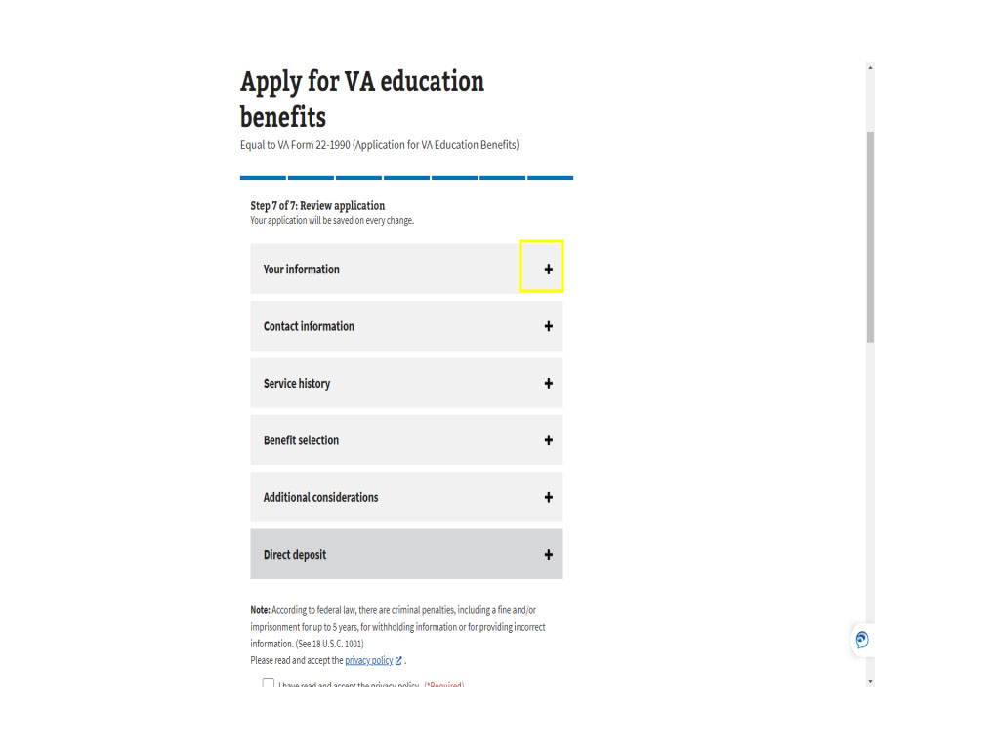 Apply for VA education
benefits
Equal to VA Form 22-1990 (Application for VA Education Benefits)
Step 7 of 7: Review application
Your application will be saved on every change.
Your information
Contact information
Service history
Benefit selection
Additional considerations
Direct deposit
Note: According to federal law, there are criminal penalties, including a fine and/or
imprisonment for up to 5 years, for withholding information or for providing incorrect
information. (See 18 U.S.C. 1001)
Please read and accept the privacy policy .
I have read and accept the privacy policy. (*Required)